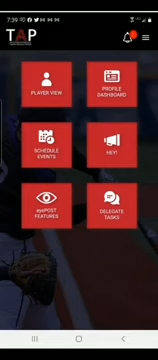 7:39
TAP
PLAYER VIEW
PROFILE
DASHBOARD
SCHEDULE
EVENTS
HEY!
eyePOST
FEATURES
DELEGATE
TASKS